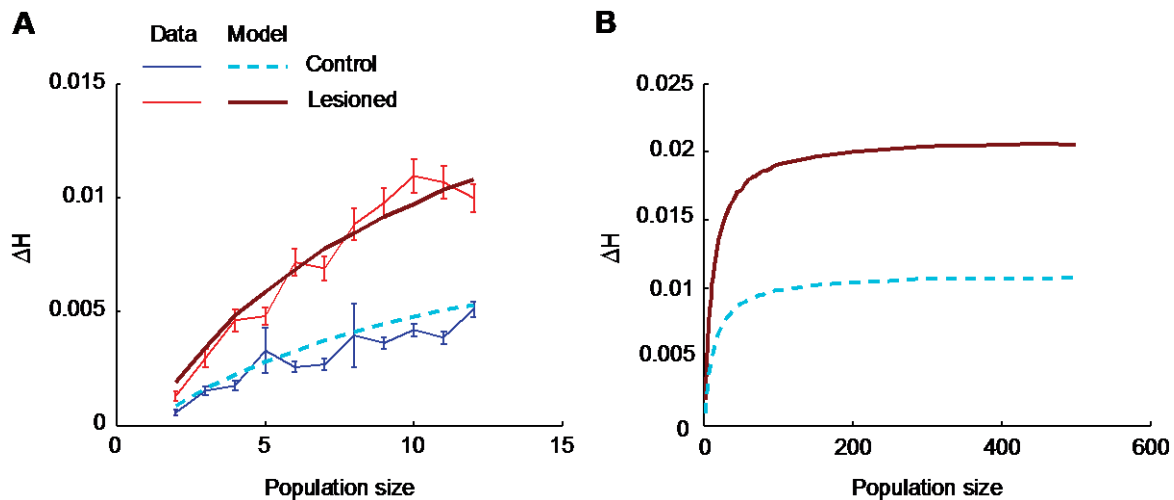 A
Data Model
Control
Lesioned
0.015
0.01
0.005
0
ΔH
0 5 10 15
Population size
B
0.025
0.02
0.015
0.01
0.005
0
ΔH
0 200 400 600
Population size